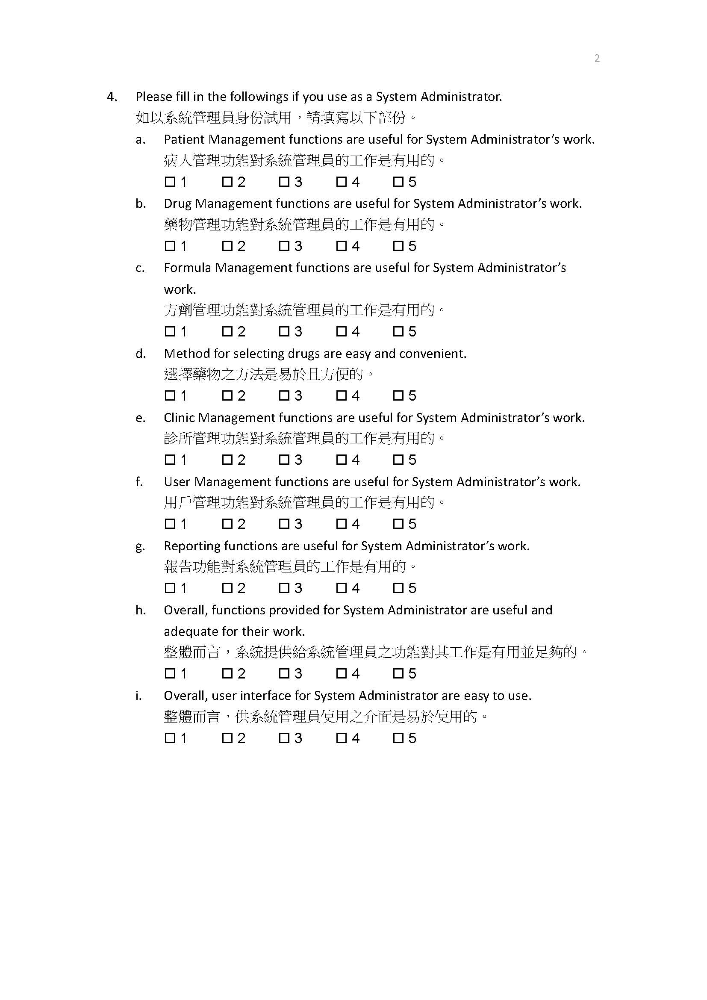 2
4. Please fill in the followings if you use as a System Administrator.
如以系統管理員身份試用，請填寫以下部份。
a. Patient Management functions are useful for System Administrator’s work.
病人管理功能對系統管理員的工作是有用的。
☐ 1 ☐ 2 ☐ 3 ☐ 4 ☐ 5
b. Drug Management functions are useful for System Administrator’s work.
藥物管理功能對系統管理員的工作是有用的。
☐ 1 ☐ 2 ☐ 3 ☐ 4 ☐ 5
c. Formula Management functions are useful for System Administrator’s
work.
方劑管理功能對系統管理員的工作是有用的。
☐ 1 ☐ 2 ☐ 3 ☐ 4 ☐ 5
d. Method for selecting drugs are easy and convenient.
選擇藥物之方法是易於且方便的。
☐ 1 ☐ 2 ☐ 3 ☐ 4 ☐ 5
e. Clinic Management functions are useful for System Administrator’s work.
診所管理功能對系統管理員的工作是有用的。
☐ 1 ☐ 2 ☐ 3 ☐ 4 ☐ 5
f. User Management functions are useful for System Administrator’s work.
用戶管理功能對系統管理員的工作是有用的。
☐ 1 ☐ 2 ☐ 3 ☐ 4 ☐ 5
g. Reporting functions are useful for System Administrator’s work.
報告功能對系統管理員的工作是有用的。
☐ 1 ☐ 2 ☐ 3 ☐ 4 ☐ 5
h. Overall, functions provided for System Administrator are useful and
adequate for their work.
整體而言，系統提供給系統管理員之功能對其工作是有用並足夠的。
☐ 1 ☐ 2 ☐ 3 ☐ 4 ☐ 5
i. Overall, user interface for System Administrator are easy to use.
整體而言，供系統管理員使用之介面是易於使用的。
☐ 1 ☐ 2 ☐ 3 ☐ 4 ☐ 5